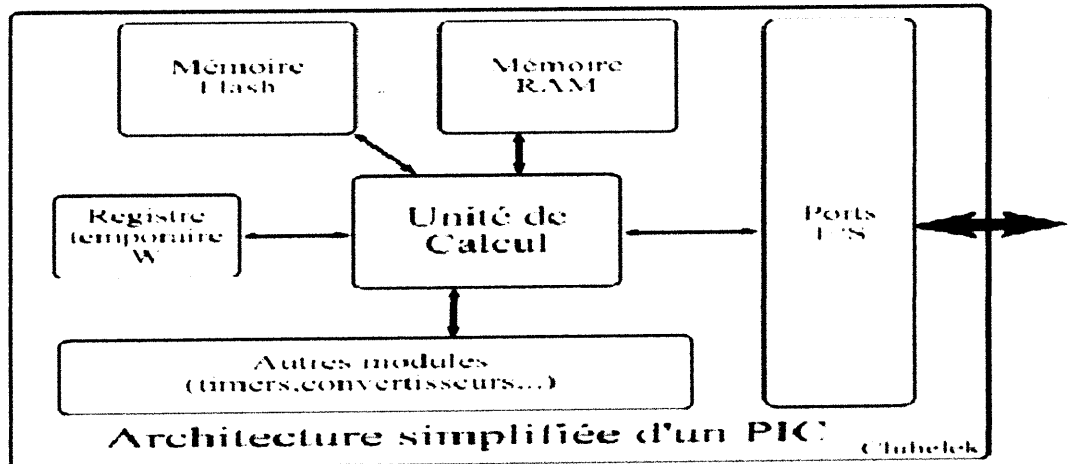 Mémoire
Flash
Mémoire
RAM
Registre
temporaire
W
Unité de
Calcul
Ports
E/S
Autres modules
(timers,convertisseurs...)
Architecture simplifiée d'un PIC
Clubelek